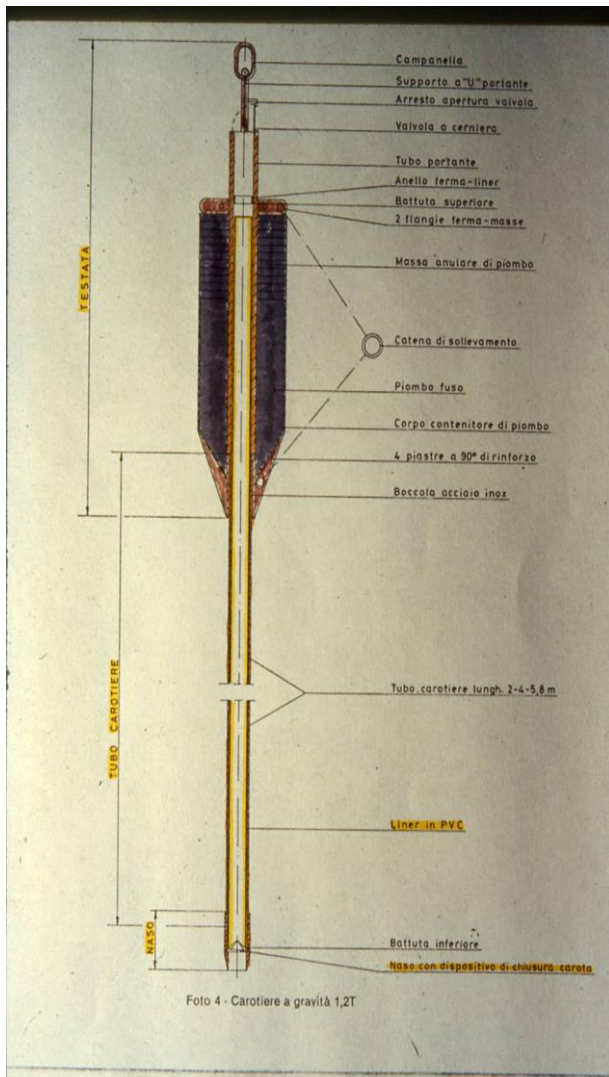 Campanella
Supporto a "U" portante
Arresto apertura valvola
Valvola a cerniera
Tubo portante
Anello ferma-liner
Battuta superiore
2 flangie ferma-masse
Massa anulare di piombo
TESTATA
Catena di sollevamento
Piombo fuso
Corpo contenitore di piombo
4 piastre a 90° di rinforzo
Boccola acciaio inox
Tubo carotiere lungh. 2-4-5,8 m
TUBO CAROTIERE
Liner in PVC
NASO
Battuta inferiore
Naso con dispositivo di chiusura carota
Foto 4 - Carotiere a gravità 1,2T